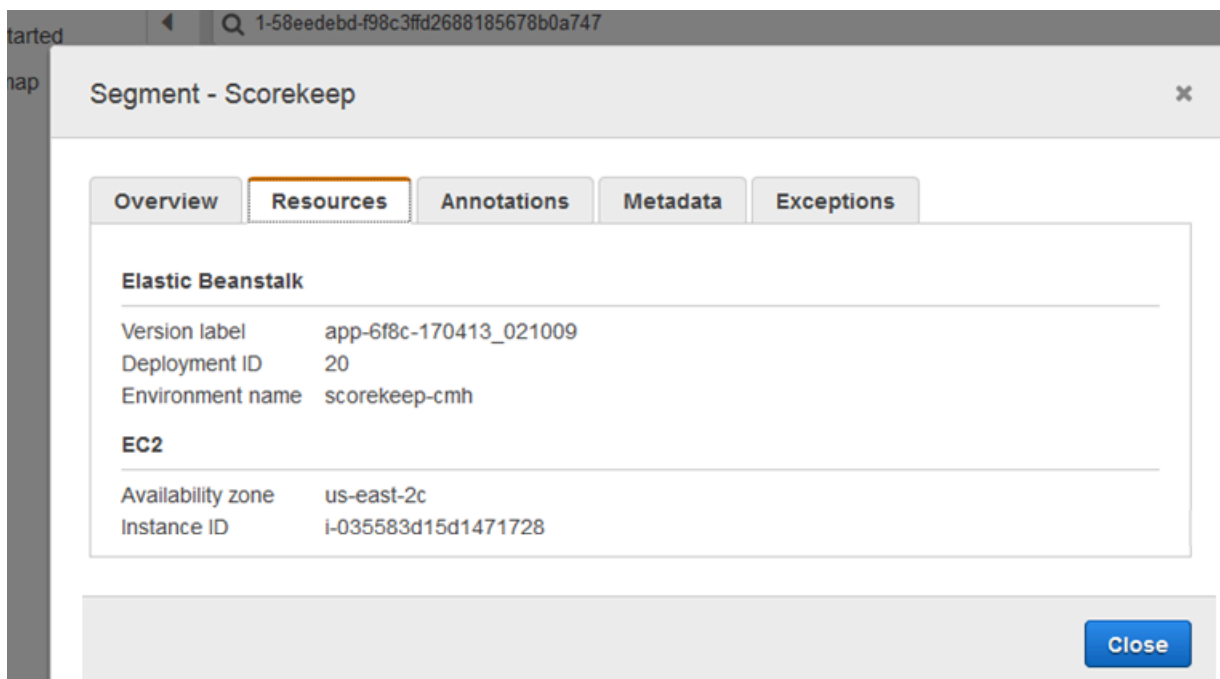 tarted
1-58eedebd-f98c3ffd2688185678b0a747
Segment - Scorekeep
Overview Resources Annotations Metadata Exceptions
Elastic Beanstalk
Version label app-6f8c-170413_021009
Deployment ID 20
Environment name scorekeep-cmh
EC2
Availability zone us-east-2c
Instance ID i-035583d15d1471728
Close